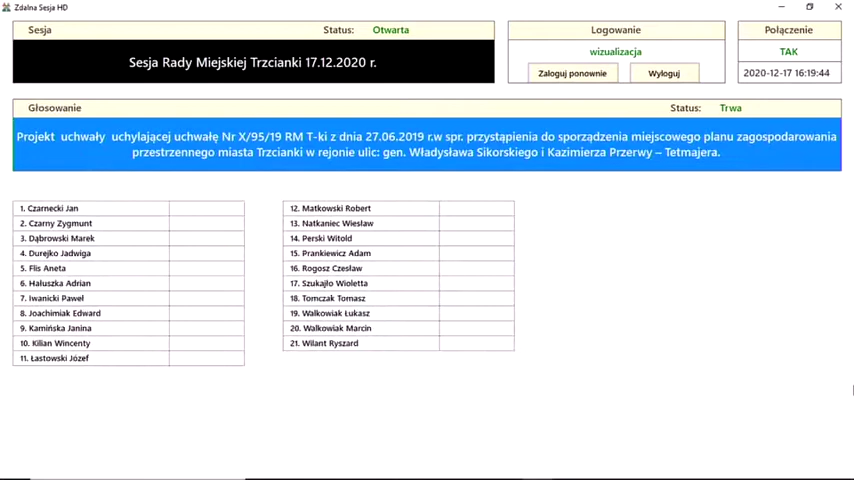 Zdalna Sesja HD
Sesja Status: Otwarta
Sesja Rady Miejskiej Trzcianki 17.12.2020 r.
Logowanie
wizualizacja
Zaloguj ponownie Wyloguj
Połączenie
TAK
2020-12-17 16:19:44
Głosowanie Status: Trwa
Projekt uchwały uchylającej uchwałę Nr X/95/19 RM T-ki z dnia 27.06.2019 r.w spr. przystąpienia do sporządzenia miejscowego planu zagospodarowania
przestrzennego miasta Trzcianki w rejonie ulic: gen. Władysława Sikorskiego i Kazimierza Przerwy – Tetmajera.
1. Czarnecki Jan
2. Czarny Zygmunt
3. Dąbrowski Marek
4. Durejko Jadwiga
5. Flis Aneta
6. Hałuszka Adrian
7. Iwanicki Paweł
8. Joachimiak Edward
9. Kamińska Janina
10. Kilian Wincenty
11. Łastowski Józef
12. Matkowski Robert
13. Natkaniec Wiesław
14. Perski Witold
15. Prankiewicz Adam
16. Rogosz Czesław
17. Szukajło Wioletta
18. Tomczak Tomasz
19. Walkowiak Łukasz
20. Walkowiak Marcin
21. Wilant Ryszard